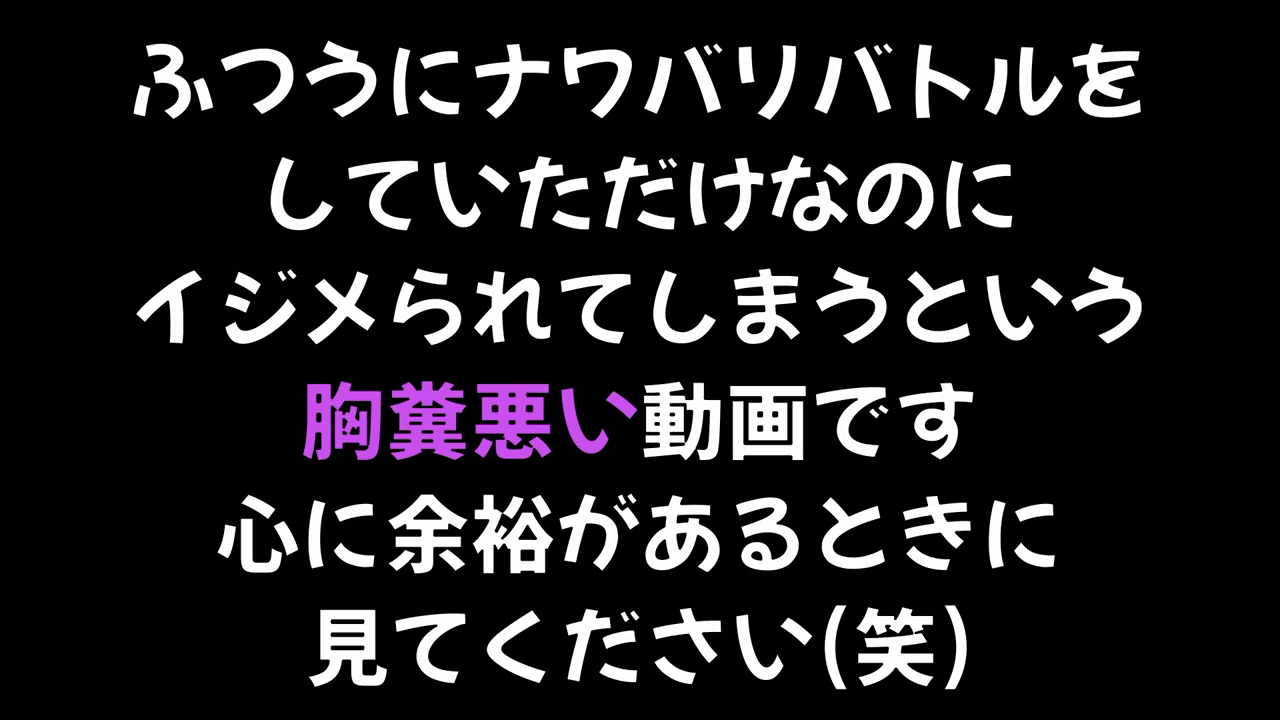 ふつうにナワバリバトルを
していただけなのに
イジメられてしまうという
胸糞悪い動画です
心に余裕があるときに
見てください(笑)